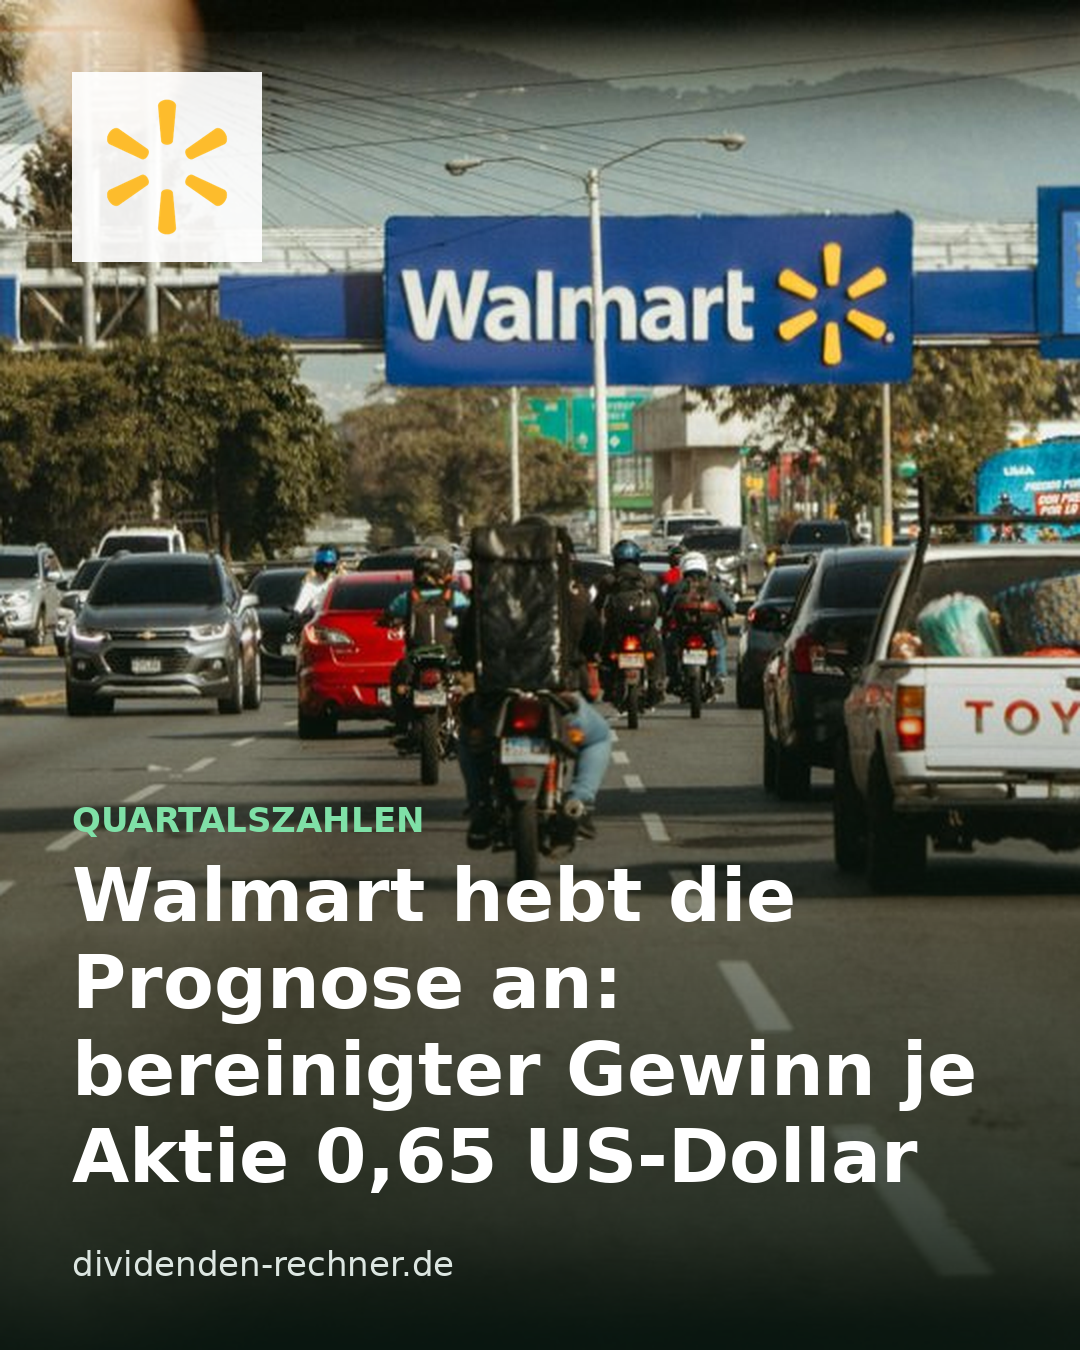 Walmart
UMA
TOY
QUARTALSZAHLEN
Walmart hebt die
Prognose an:
bereinigter Gewinn je
Aktie 0,65 US-Dollar
dividenden-rechner.de